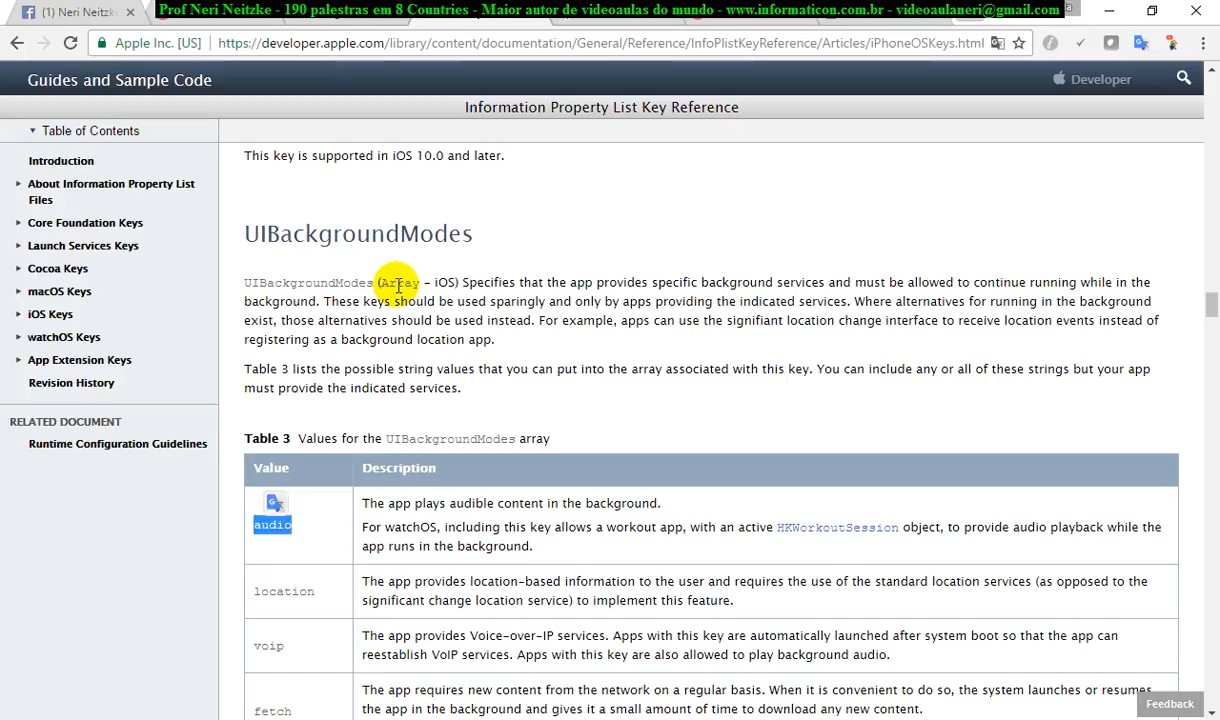 (1) Neri Neitzke
Prof Neri Neitzke - 190 palestras em 8 Countries - Maior autor de videoaulas do mundo - www.informaticon.com.br - videoaulaneri@gmail.com
Apple Inc. [US]
https://developer.apple.com/library/content/documentation/General/Reference/InfoPlistKeyReference/Articles/iPhoneOSKeys.html
Guides and Sample Code
Developer
Information Property List Key Reference
Table of Contents
Introduction
About Information Property List
Files
Core Foundation Keys
Launch Services Keys
Cocoa Keys
macOS Keys
iOS Keys
watchOS Keys
App Extension Keys
Revision History
RELATED DOCUMENT
Runtime Configuration Guidelines
This key is supported in iOS 10.0 and later.
UIBackgroundModes
UIBackgroundModes (Array – iOS) Specifies that the app provides specific background services and must be allowed to continue running while in the
background. These keys should be used sparingly and only by apps providing the indicated services. Where alternatives for running in the background
exist, those alternatives should be used instead. For example, apps can use the signifiant location change interface to receive location events instead of
registering as a background location app.
Table 3 lists the possible string values that you can put into the array associated with this key. You can include any or all of these strings but your app
must provide the indicated services.
Table 3 Values for the UIBackgroundModes array
Value Description
audio
The app plays audible content in the background.
For watchOS, including this key allows a workout app, with an active HKWorkoutSession object, to provide audio playback while the
app runs in the background.
location
The app provides location-based information to the user and requires the use of the standard location services (as opposed to the
significant change location service) to implement this feature.
voip
The app provides Voice-over-IP services. Apps with this key are automatically launched after system boot so that the app can
reestablish VoIP services. Apps with this key are also allowed to play background audio.
fetch
The app requires new content from the network on a regular basis. When it is convenient to do so, the system launches or resumes
the app in the background and gives it a small amount of time to download any new content.
Feedback